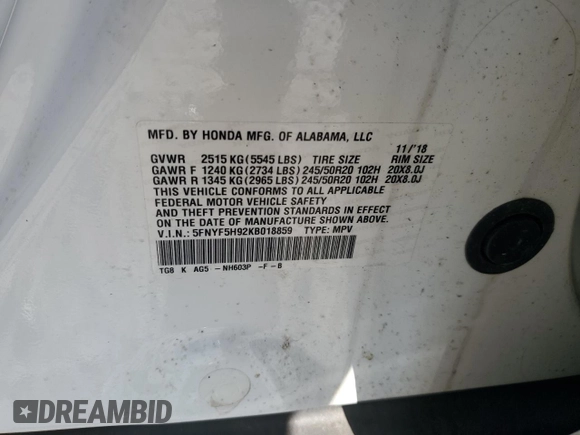 MFD. BY HONDA MFG. OF ALABAMA, LLC
11/'18
GVWR 2515 KG(5545 LBS) TIRE SIZE RIM SIZE
GAWR F 1240 KG(2734 LBS)245/50R20 102H 20X8.0J
GAWR R 1345 KG(2965 LBS)245/50R20 102H 20X8.0J
THIS VEHICLE CONFORMS TO ALL APPLICABLE
FEDERAL MOTOR VEHICLE SAFETY
AND THEFT PREVENTION STANDARDS IN EFFECT
ON THE DATE OF MANUFACTURE SHOWN ABOVE.
V.I.N.: 5FNYF5H92KB018859 TYPE: MPV
TG8 K AG5 -NH603P -F-B
DREAMBID